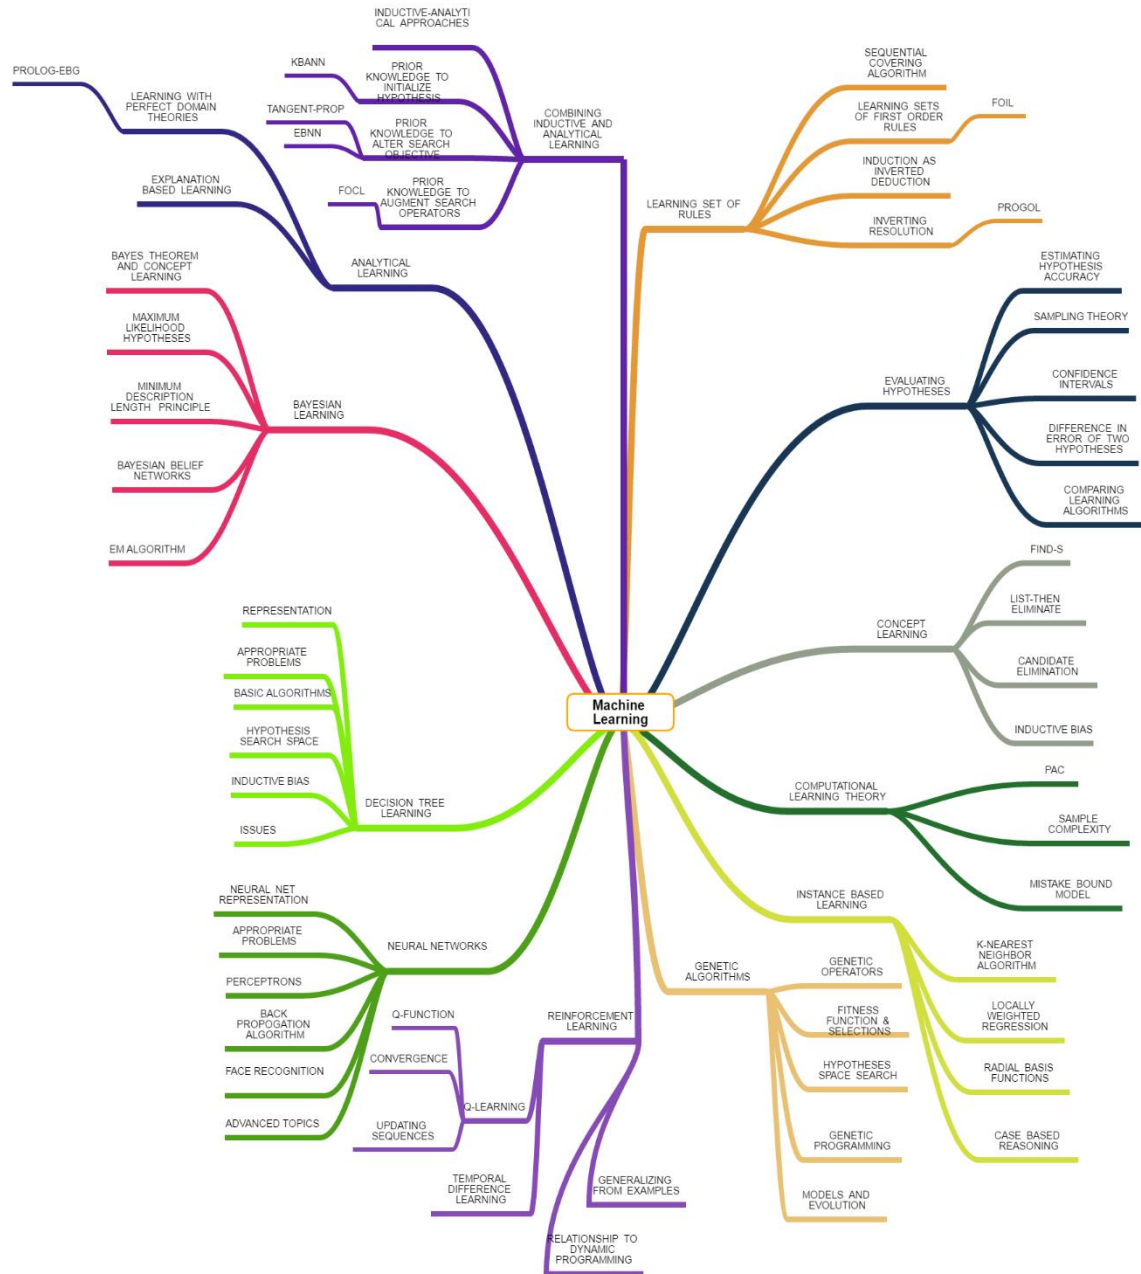 INDUCTIVE-ANALYTI
CAL APPROACHES
KBANN
PRIOR
KNOWLEDGE TO
INITIALIZE
HYPOTHESIS
TANGENT-PROP
EBNN
PRIOR
KNOWLEDGE TO
ALTER SEARCH
OBJECTIVE
FOCL
PRIOR
KNOWLEDGE TO
AUGMENT SEARCH
OPERATORS
COMBINING
INDUCTIVE AND
ANALYTICAL
LEARNING
PROLOG-EBG
LEARNING WITH
PERFECT DOMAIN
THEORIES
EXPLANATION
BASED LEARNING
ANALYTICAL
LEARNING
BAYES THEOREM
AND CONCEPT
LEARNING
MAXIMUM
LIKELIHOOD
HYPOTHESES
MINIMUM
DESCRIPTION
LENGTH PRINCIPLE
BAYESIAN BELIEF
NETWORKS
EM ALGORITHM
BAYESIAN
LEARNING
REPRESENTATION
APPROPRIATE
PROBLEMS
BASIC ALGORITHMS
HYPOTHESIS
SEARCH SPACE
INDUCTIVE BIAS
ISSUES
DECISION TREE
LEARNING
NEURAL NET
REPRESENTATION
APPROPRIATE
PROBLEMS
PERCEPTRONS
BACK
PROPOGATION
ALGORITHM
FACE RECOGNITION
ADVANCED TOPICS
NEURAL NETWORKS
Machine
Learning
SEQUENTIAL
COVERING
ALGORITHM
LEARNING SETS
OF FIRST ORDER
RULES
FOIL
INDUCTION AS
INVERTED
DEDUCTION
INVERTING
RESOLUTION
PROGOL
LEARNING SET OF
RULES
ESTIMATING
HYPOTHESIS
ACCURACY
SAMPLING THEORY
CONFIDENCE
INTERVALS
DIFFERENCE IN
ERROR OF TWO
HYPOTHESES
COMPARING
LEARNING
ALGORITHMS
EVALUATING
HYPOTHESES
FIND-S
LIST-THEN
ELIMINATE
CANDIDATE
ELIMINATION
INDUCTIVE BIAS
CONCEPT
LEARNING
PAC
SAMPLE
COMPLEXITY
MISTAKE BOUND
MODEL
COMPUTATIONAL
LEARNING THEORY
INSTANCE BASED
LEARNING
K-NEAREST
NEIGHBOR
ALGORITHM
LOCALLY
WEIGHTED
REGRESSION
RADIAL BASIS
FUNCTIONS
CASE BASED
REASONING
GENETIC
ALGORITHMS
GENETIC
OPERATORS
FITNESS
FUNCTION &
SELECTIONS
HYPOTHESES
SPACE SEARCH
GENETIC
PROGRAMMING
MODELS AND
EVOLUTION
REINFORCEMENT
LEARNING
Q-FUNCTION
CONVERGENCE
UPDATING
SEQUENCES
Q-LEARNING
TEMPORAL
DIFFERENCE
LEARNING
GENERALIZING
FROM EXAMPLES
RELATIONSHIP TO
DYNAMIC
PROGRAMMING